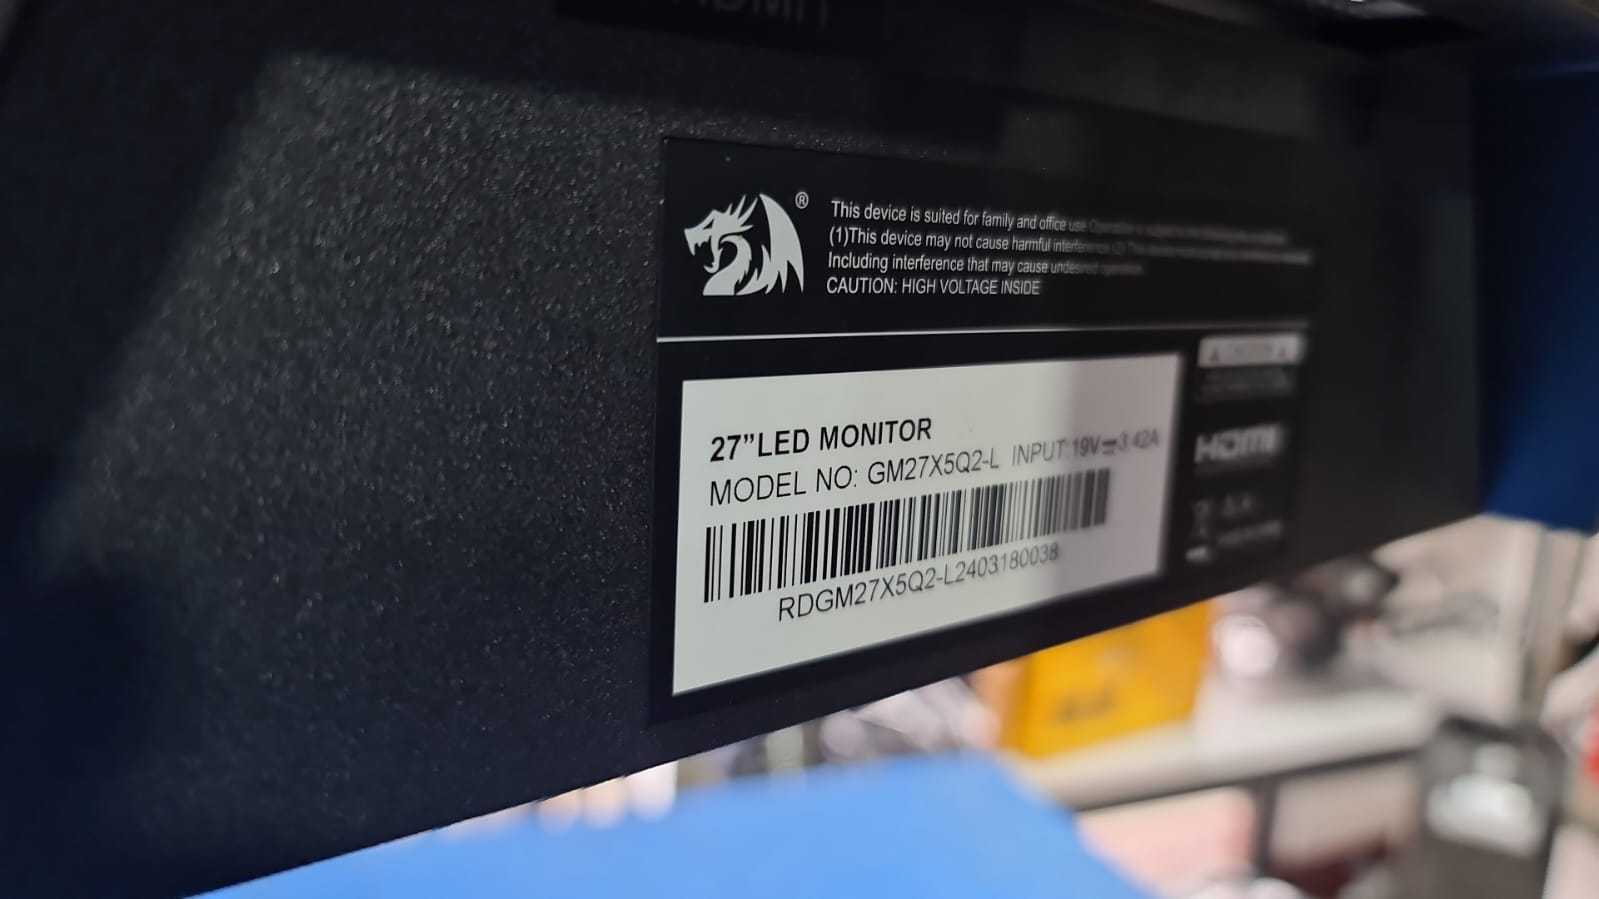 ®
This device is suited for family and office use
(1)This device may not cause harmful interference
Including interference that may cause undesired operation.
CAUTION: HIGH VOLTAGE INSIDE
27”LED MONITOR
MODEL NO: GM27X5Q2-L INPUT:19V⎓3.42A
RDGM27X5Q2-L2403180038
HDMI